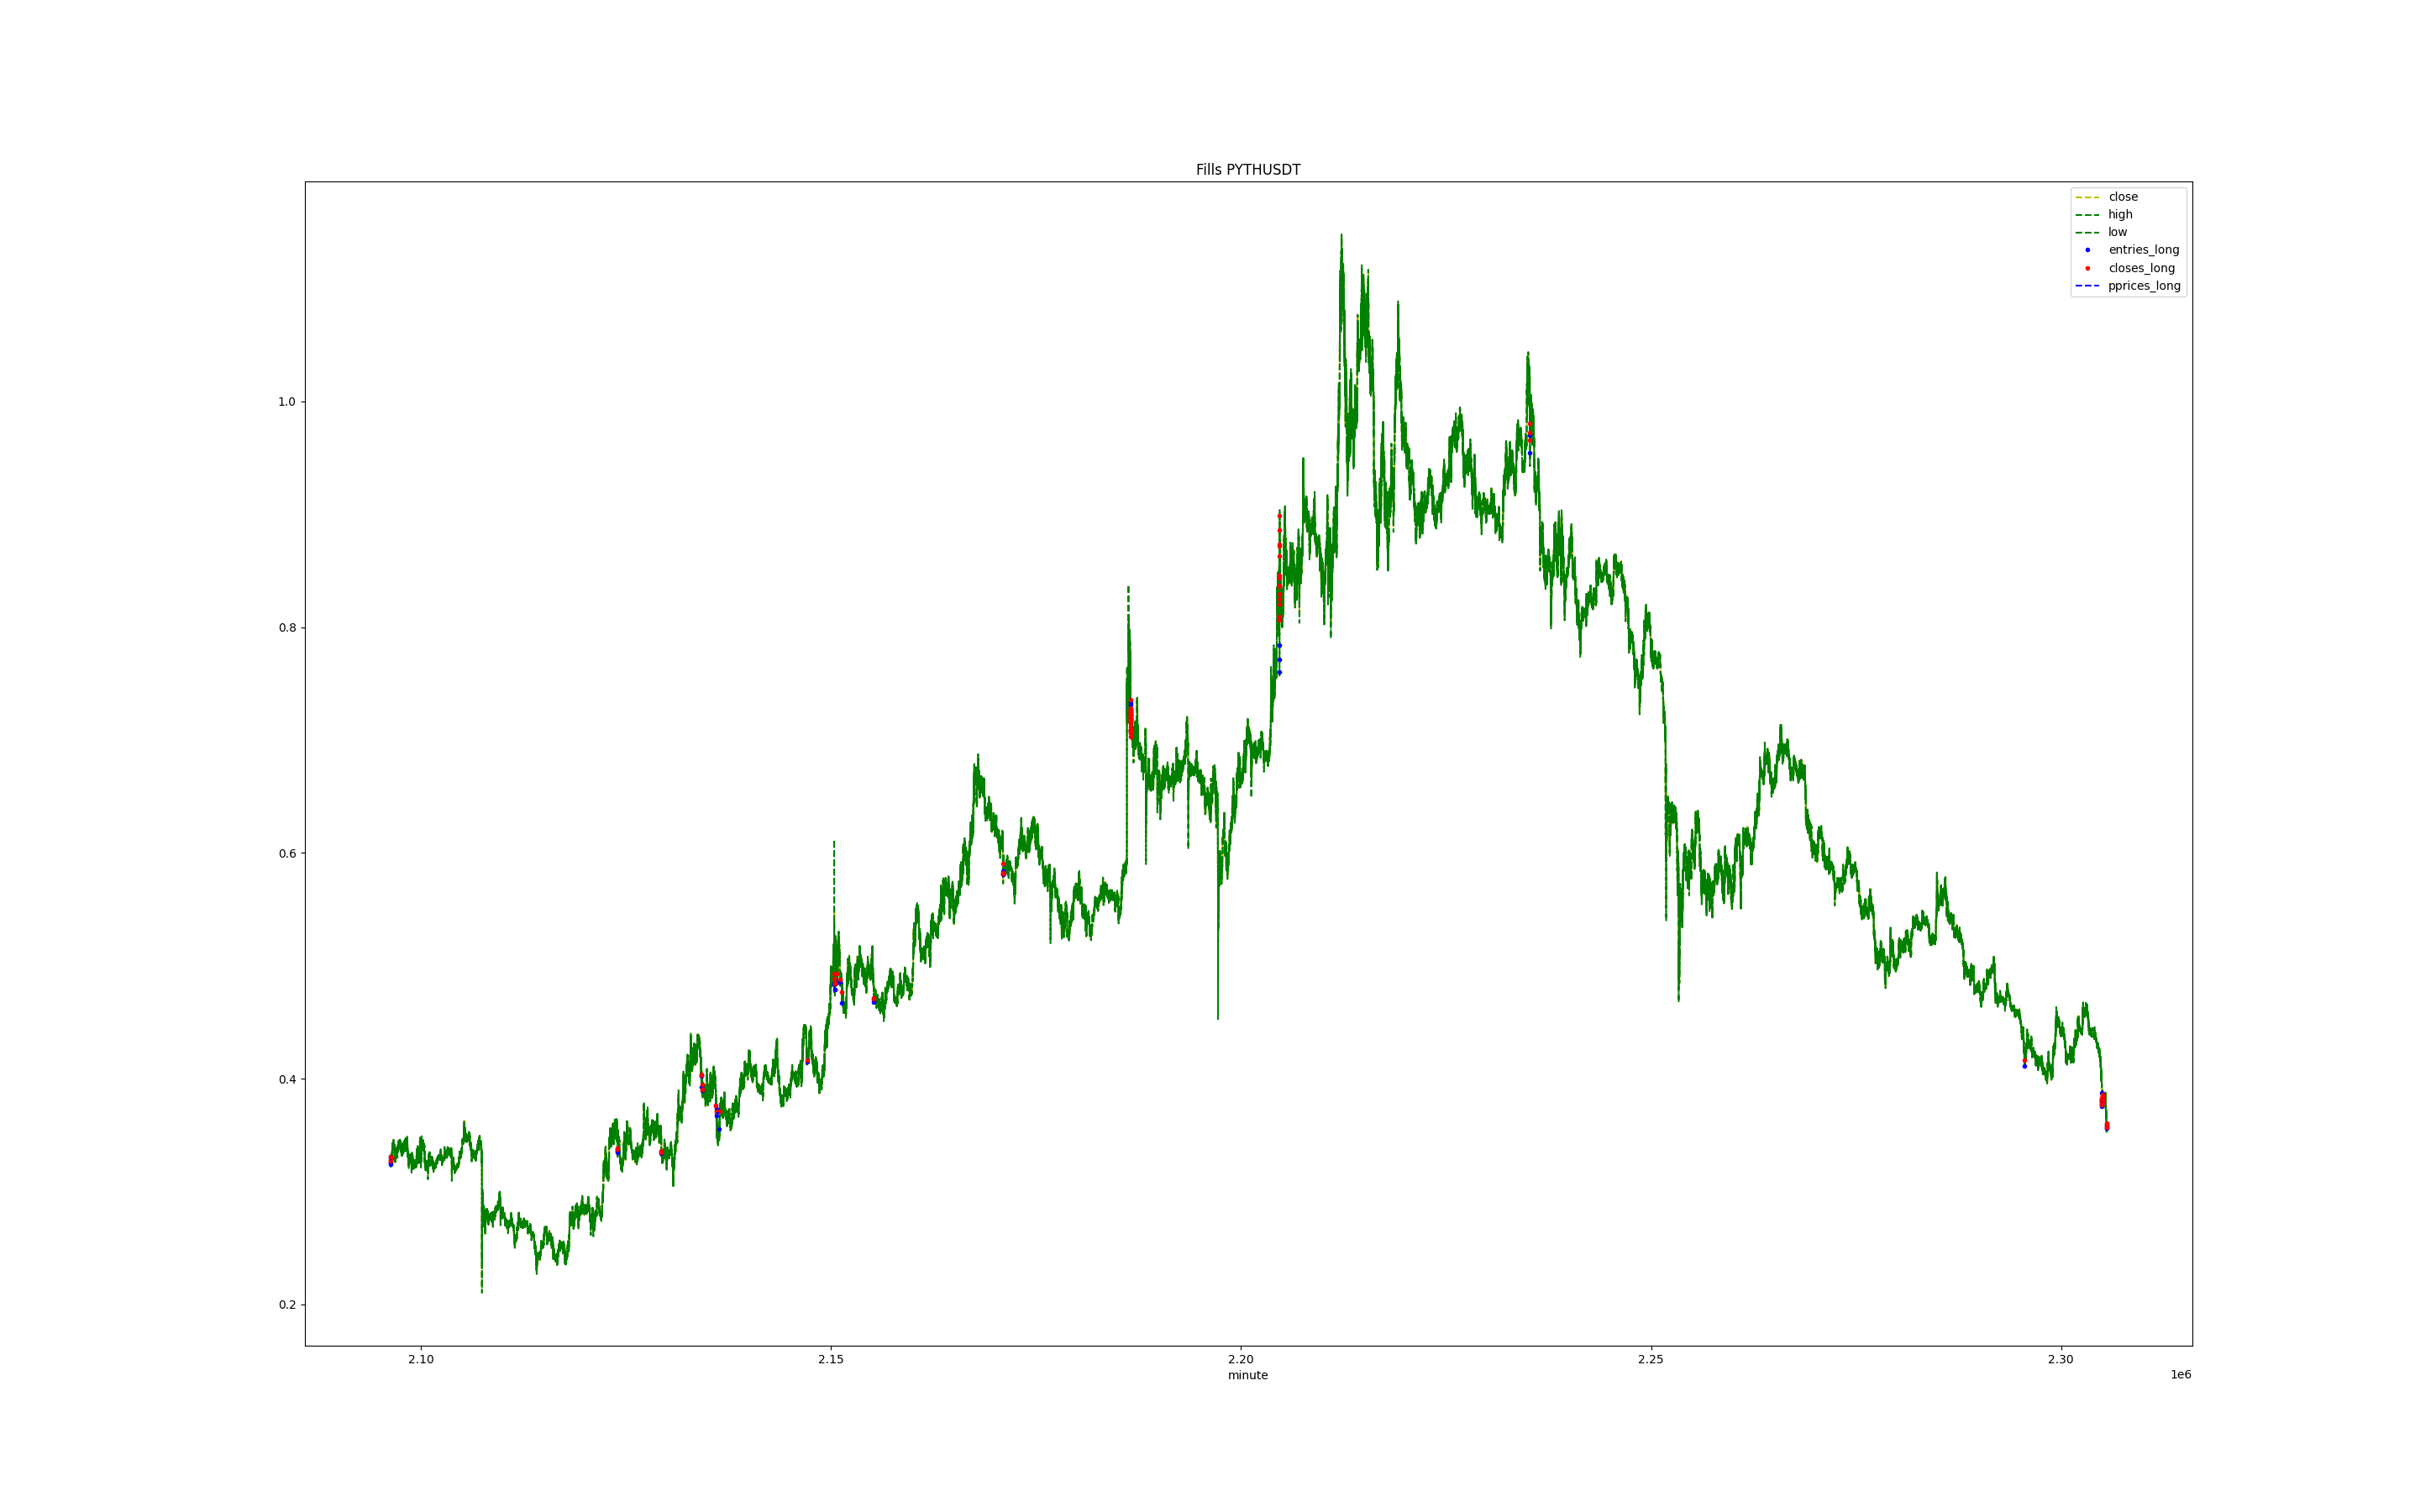 Fills PYTHUSDT
close
high
low
entries_long
closes_long
pprices_long
1.0
0.8
0.6
0.4
0.2
2.10 2.15 2.20 2.25 2.30
minute
1e6